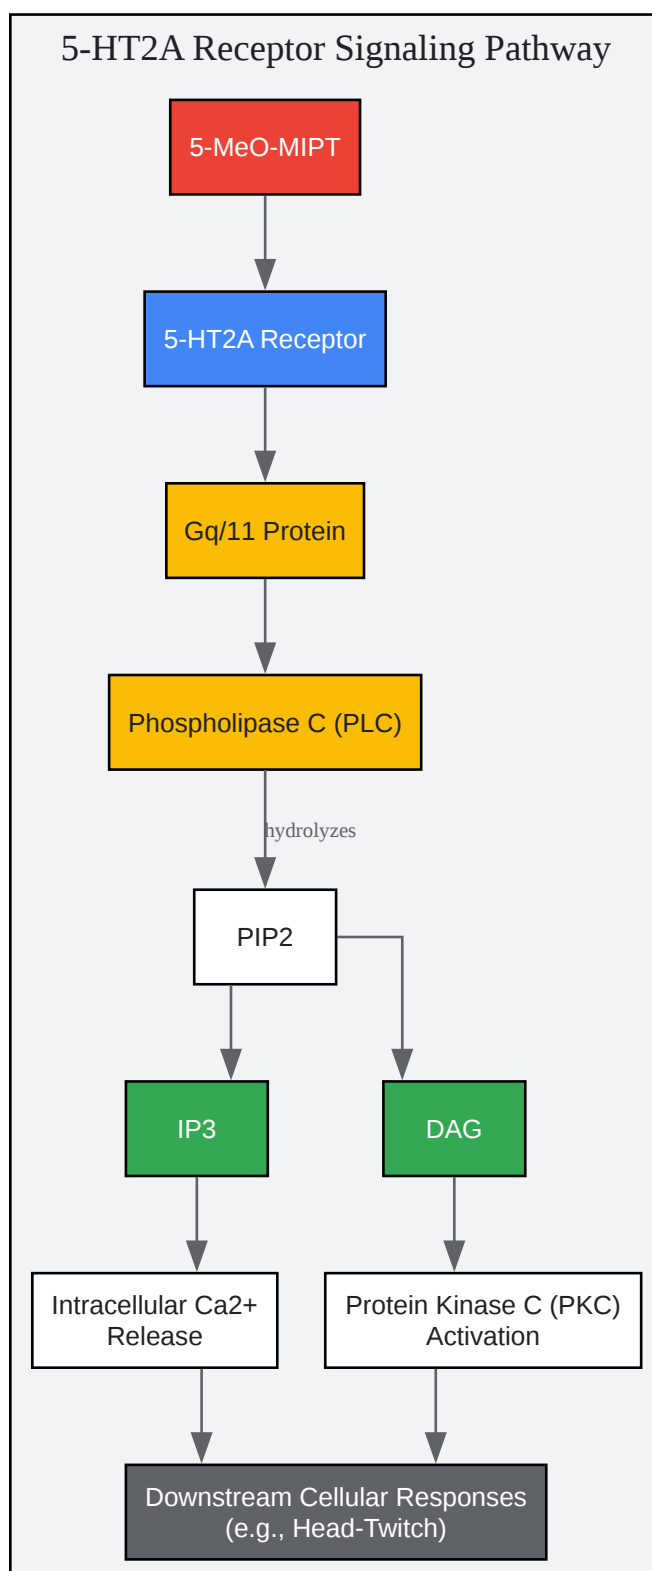 5-HT2A Receptor Signaling Pathway
5-MeO-MIPT
5-HT2A Receptor
Gq/11 Protein
Phospholipase C (PLC)
hydrolyzes
PIP2
IP3
DAG
Intracellular Ca2+
Release
Protein Kinase C (PKC)
Activation
Downstream Cellular Responses
(e.g., Head-Twitch)